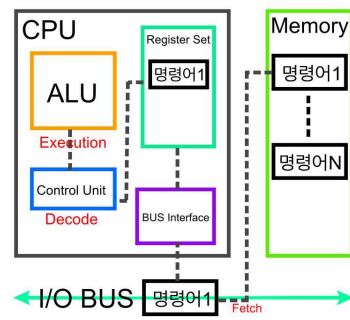 CPU
Register Set
명령어1
ALU
Execution
Control Unit
Decode
BUS Interface
Memory
명령어1
명령어N
I/O BUS
명령어1
Fetch